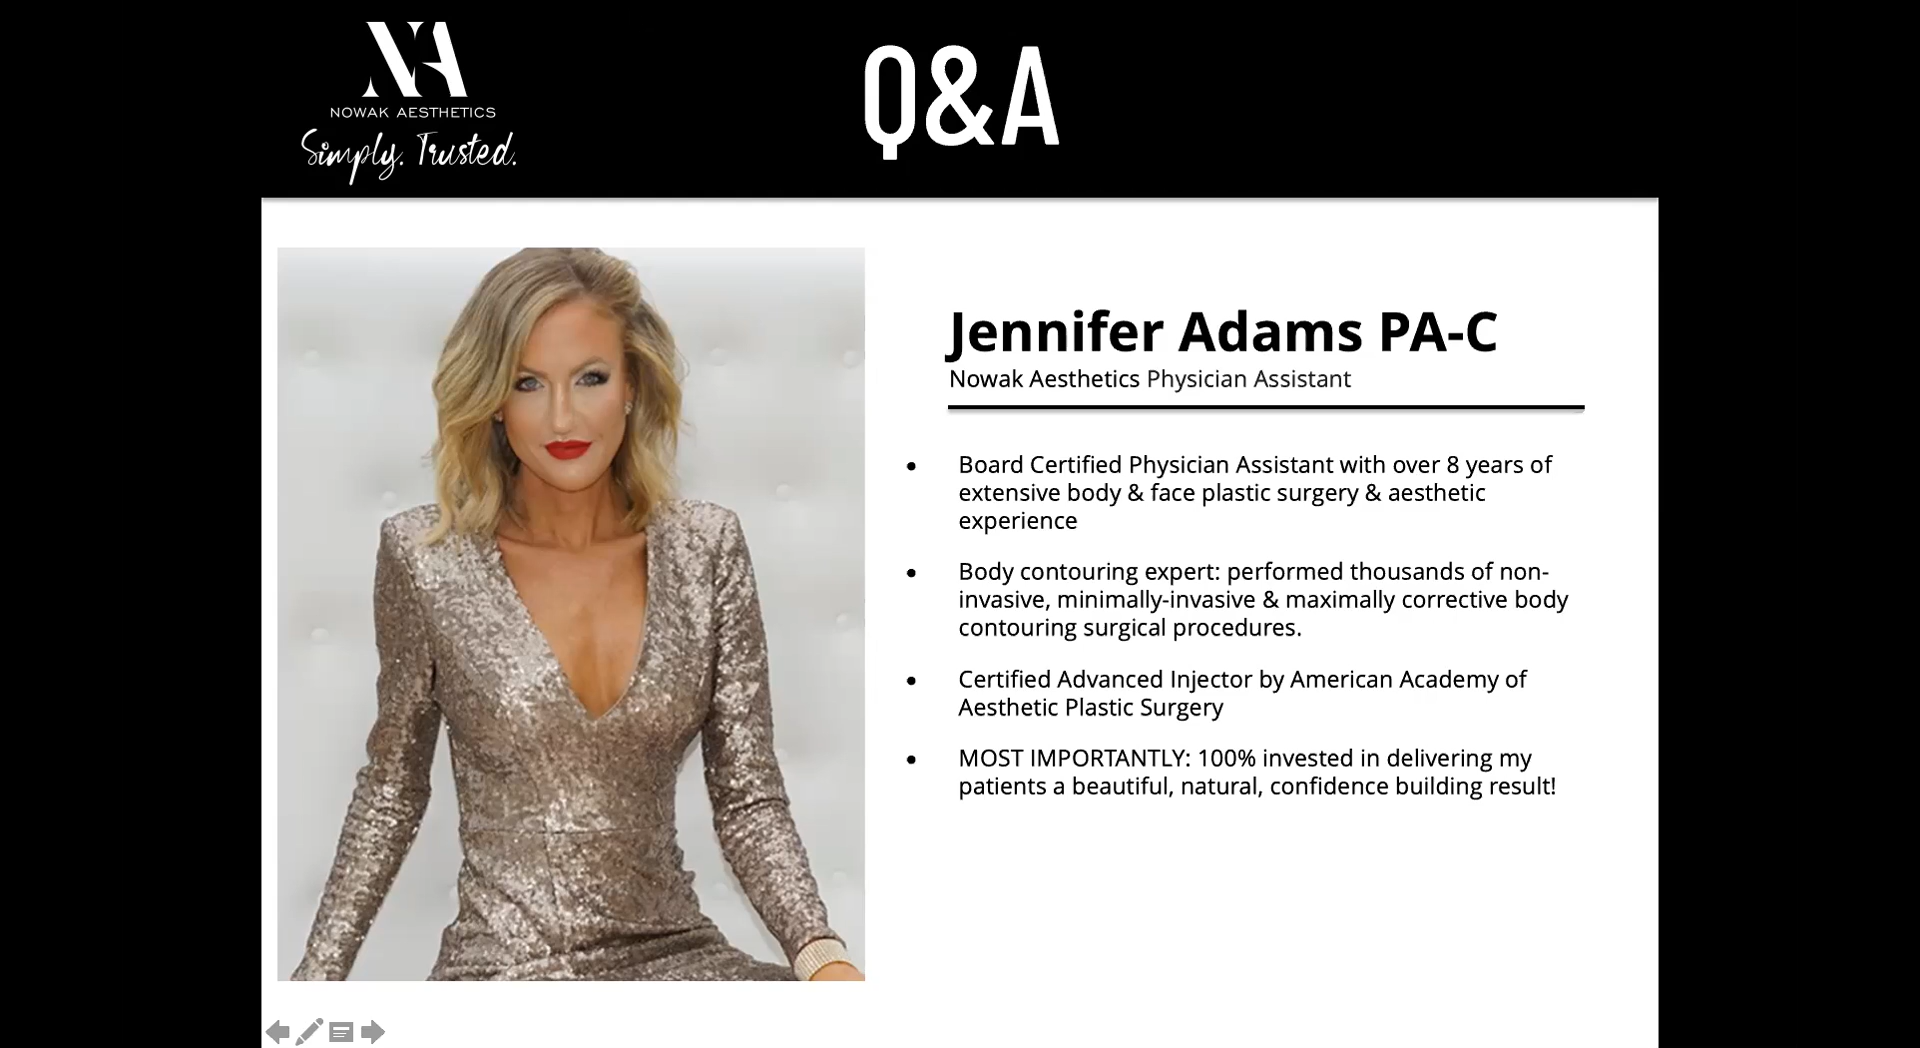 NA
NOWAK AESTHETICS
Simply. Trusted.
Q&A
Jennifer Adams PA-C
Nowak Aesthetics Physician Assistant
• Board Certified Physician Assistant with over 8 years of
extensive body & face plastic surgery & aesthetic
experience
• Body contouring expert: performed thousands of non-
invasive, minimally-invasive & maximally corrective body
contouring surgical procedures.
• Certified Advanced Injector by American Academy of
Aesthetic Plastic Surgery
• MOST IMPORTANTLY: 100% invested in delivering my
patients a beautiful, natural, confidence building result!